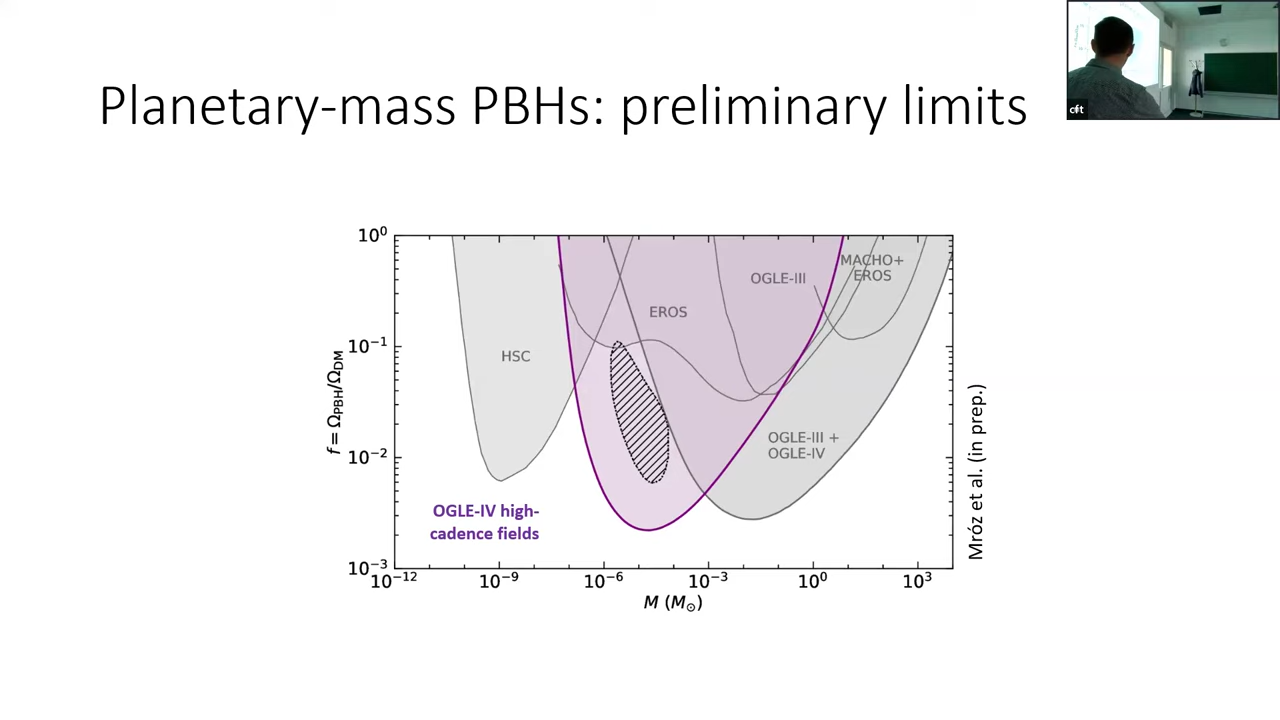 Planetary-mass PBHs: preliminary limits
cft
10⁰
10⁻¹
10⁻²
10⁻³
f = Ω_PBH/Ω_DM
HSC
EROS
OGLE-III
MACHO+
EROS
OGLE-III +
OGLE-IV
OGLE-IV high-
cadence fields
10⁻¹²
10⁻⁹
10⁻⁶
10⁻³
10⁰
10³
M (M⊙)
Mróz et al. (in prep.)